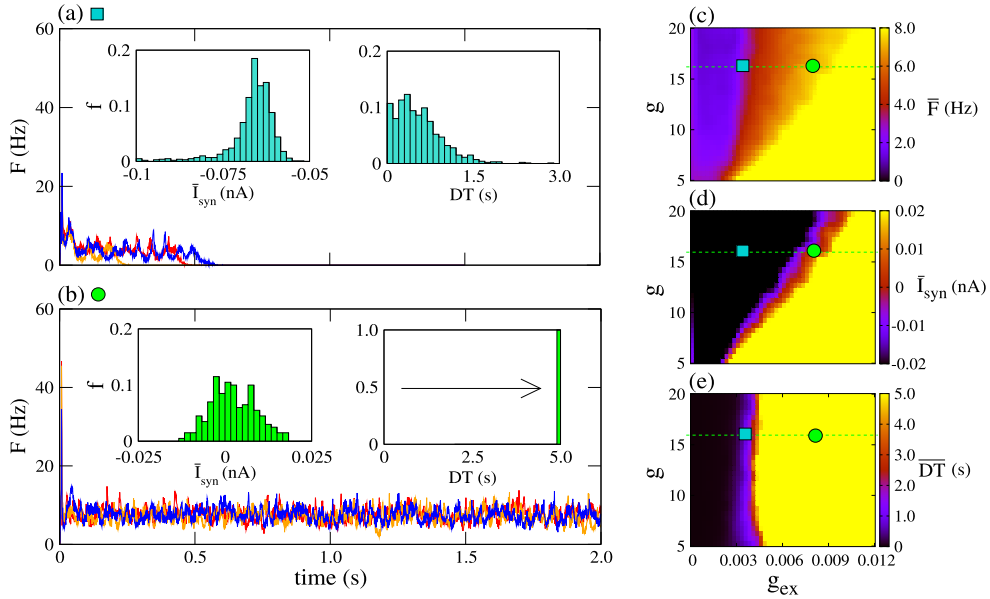 (a)
60
40
20
0
F (Hz)
0.2
0.1
0
f
-0.1 -0.075 -0.05
I̅syn (nA)
0.2
0.1
0
0 1.5 3.0
DT (s)
(b)
60
40
20
0
F (Hz)
0.2
0.1
0
f
-0.025 0 0.025
I̅syn (nA)
1.0
0.5
0
0 2.5 5.0
DT (s)
0 0.5 1.0 1.5 2.0
time (s)
(c)
20
15
10
5
g
8.0
6.0
4.0
2.0
0
F̅ (Hz)
(d)
20
15
10
5
g
0.02
0.01
0
-0.01
-0.02
I̅syn (nA)
(e)
20
15
10
5
g
5.0
4.0
3.0
2.0
1.0
0
D̅T̅ (s)
0 0.003 0.006 0.009 0.012
gex